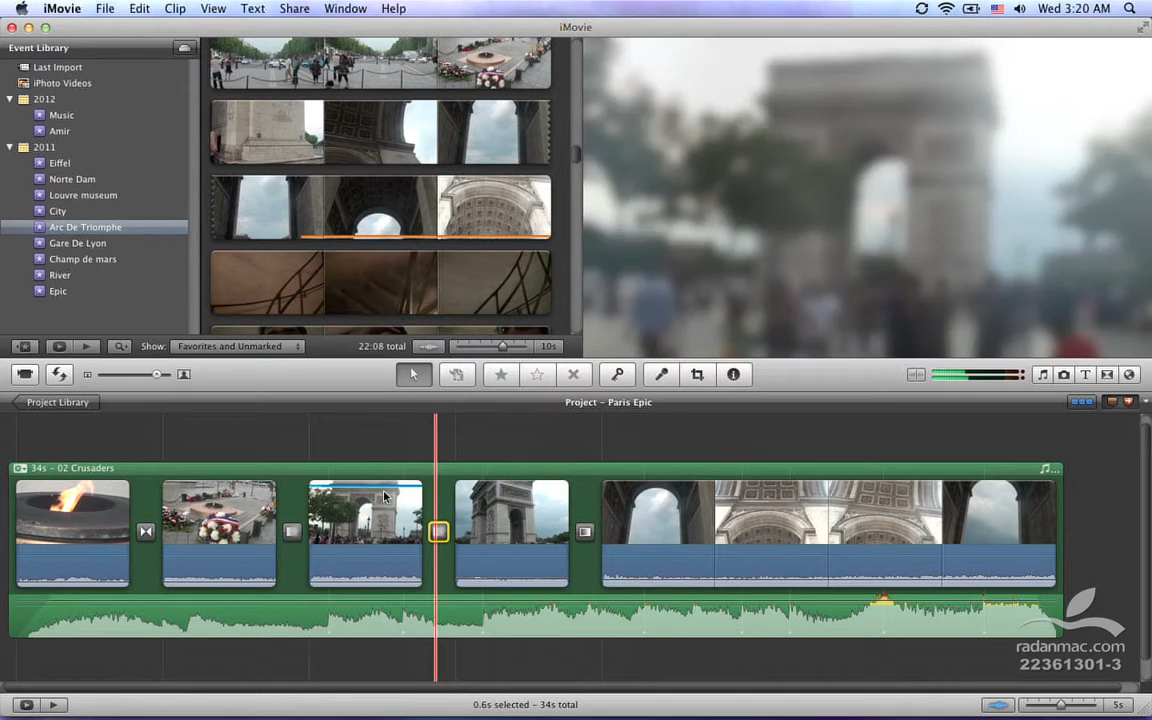 iMovie File Edit Clip View Text Share Window Help Wed 3:20 AM
iMovie
Event Library
Last Import
iPhoto Videos
2012
Music
Amir
2011
Eiffel
Norte Dam
Louvre museum
City
Arc De Triomphe
Gare De Lyon
Champ de mars
River
Epic
Show: Favorites and Unmarked 22:08 total 10s
Project Library Project – Paris Epic
34s – 02 Crusaders
radanmac.com
22361301-3
0.6s selected – 34s total 5s